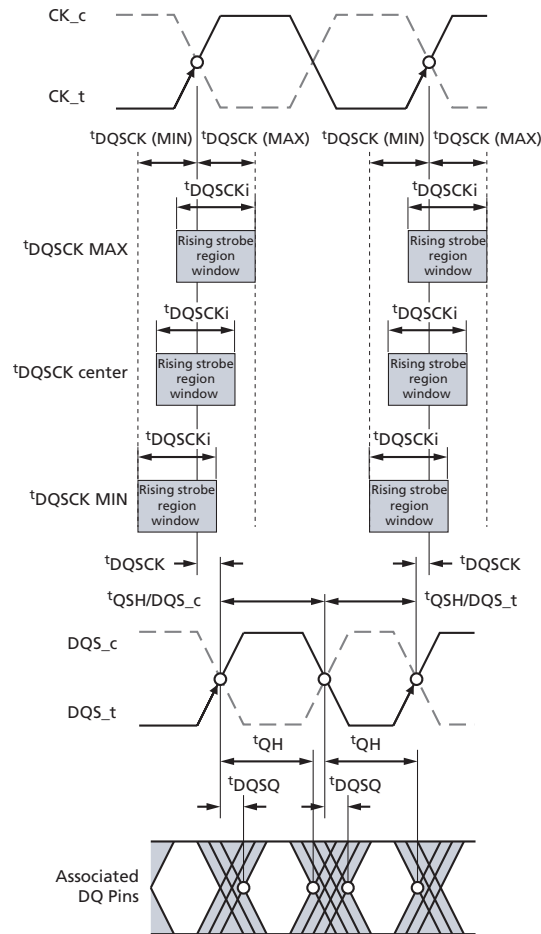 CK_c
CK_t
tDQSCK (MIN) tDQSCK (MAX) tDQSCK (MIN) tDQSCK (MAX)
tDQSCKi tDQSCKi
tDQSCK MAX
Rising strobe
region
window
Rising strobe
region
window
tDQSCKi tDQSCKi
tDQSCK center
Rising strobe
region
window
Rising strobe
region
window
tDQSCKi tDQSCKi
tDQSCK MIN
Rising strobe
region
window
Rising strobe
region
window
tDQSCK tDQSCK
tQSH/DQS_c tQSH/DQS_t
DQS_c
DQS_t
tQH tQH
tDQSQ tDQSQ
Associated
DQ Pins